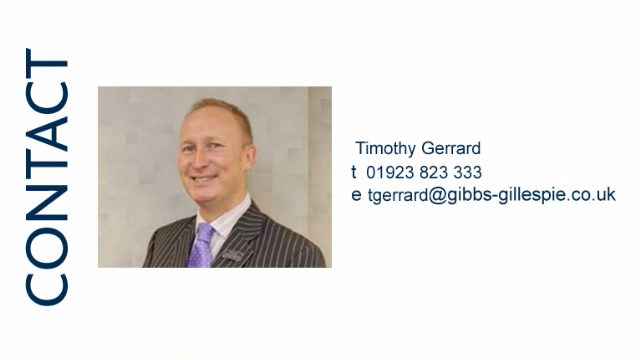 CONTACT
Timothy Gerrard
t 01923 823 333
e tgerrard@gibbs-gillespie.co.uk